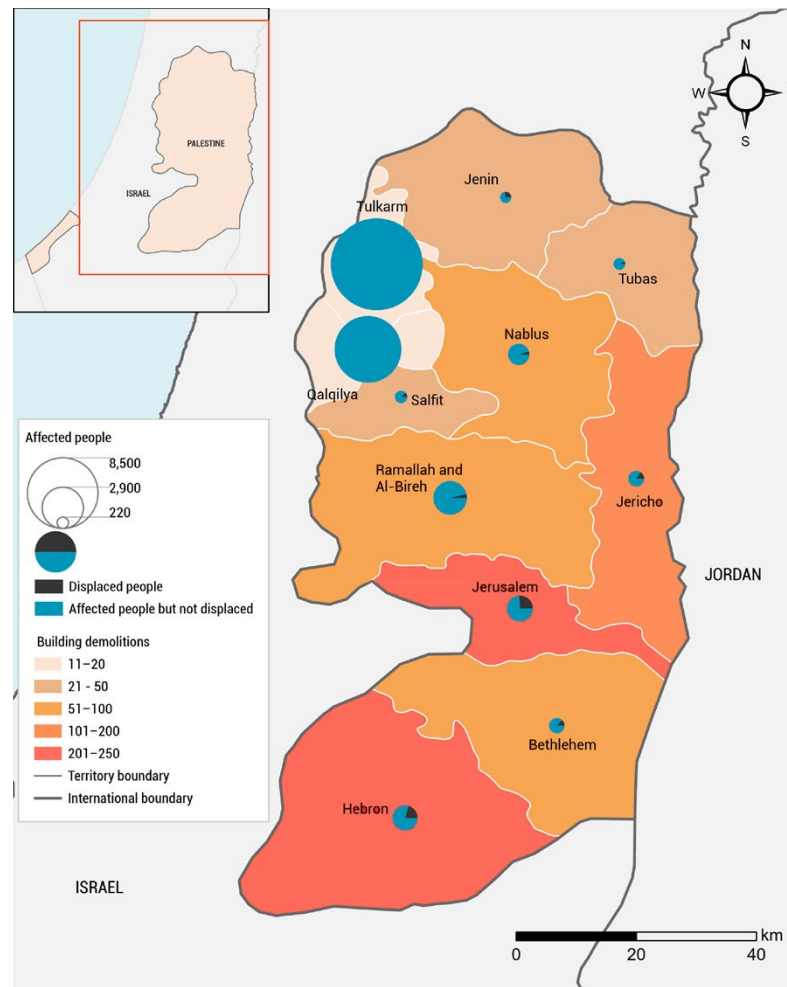 PALESTINE
ISRAEL
N
W
S
Jenin
Tulkarm
Tubas
Nablus
Qalqilya
Salfit
Ramallah and
Al-Bireh
Jericho
JORDAN
Jerusalem
Bethlehem
Hebron
ISRAEL
Affected people
8,500
2,900
220
Displaced people
Affected people but not displaced
Building demolitions
11–20
21 - 50
51–100
101–200
201–250
Territory boundary
International boundary
km
0 20 40